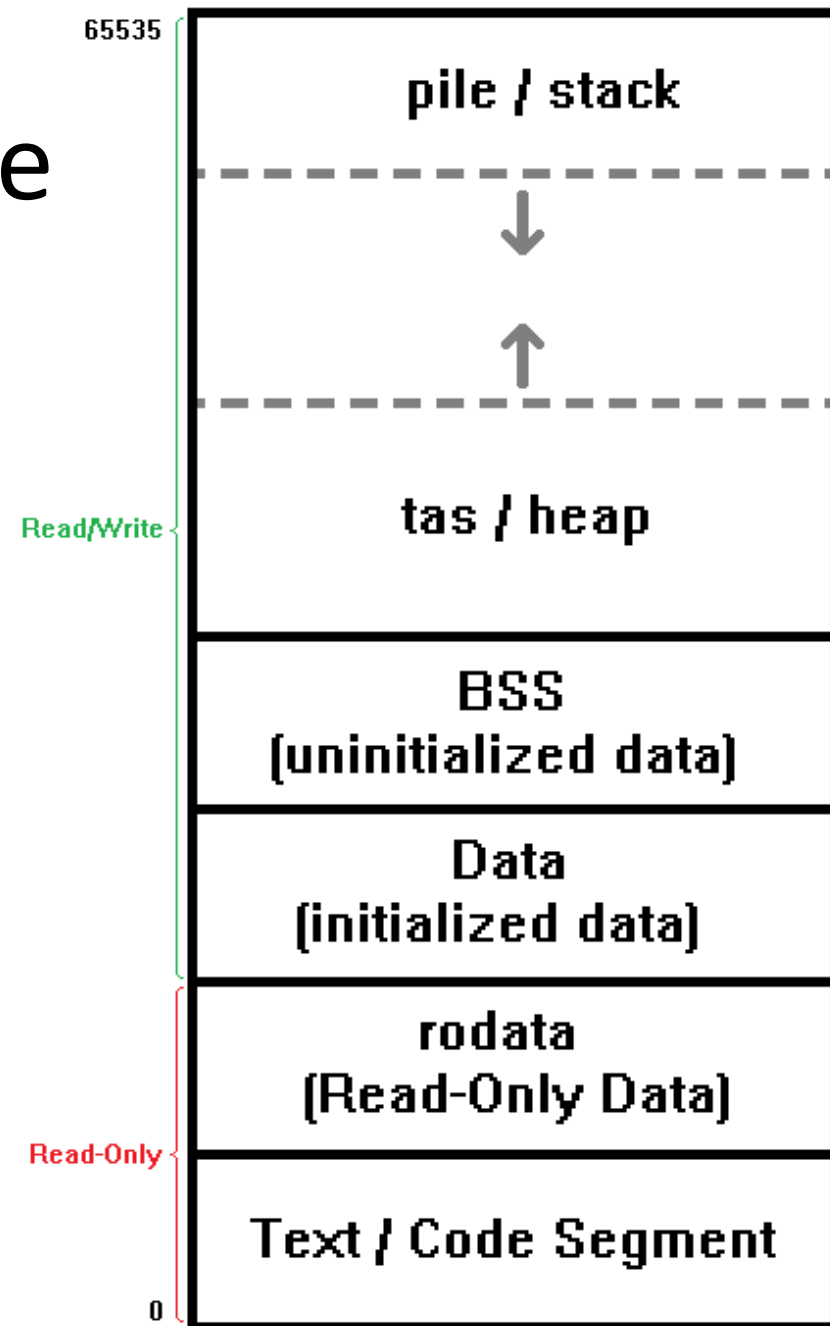 65535
pile / stack
e
Read/Write
tas / heap
BSS
(uninitialized data)
Data
(initialized data)
rodata
(Read-Only Data)
Read-Only
Text / Code Segment
0